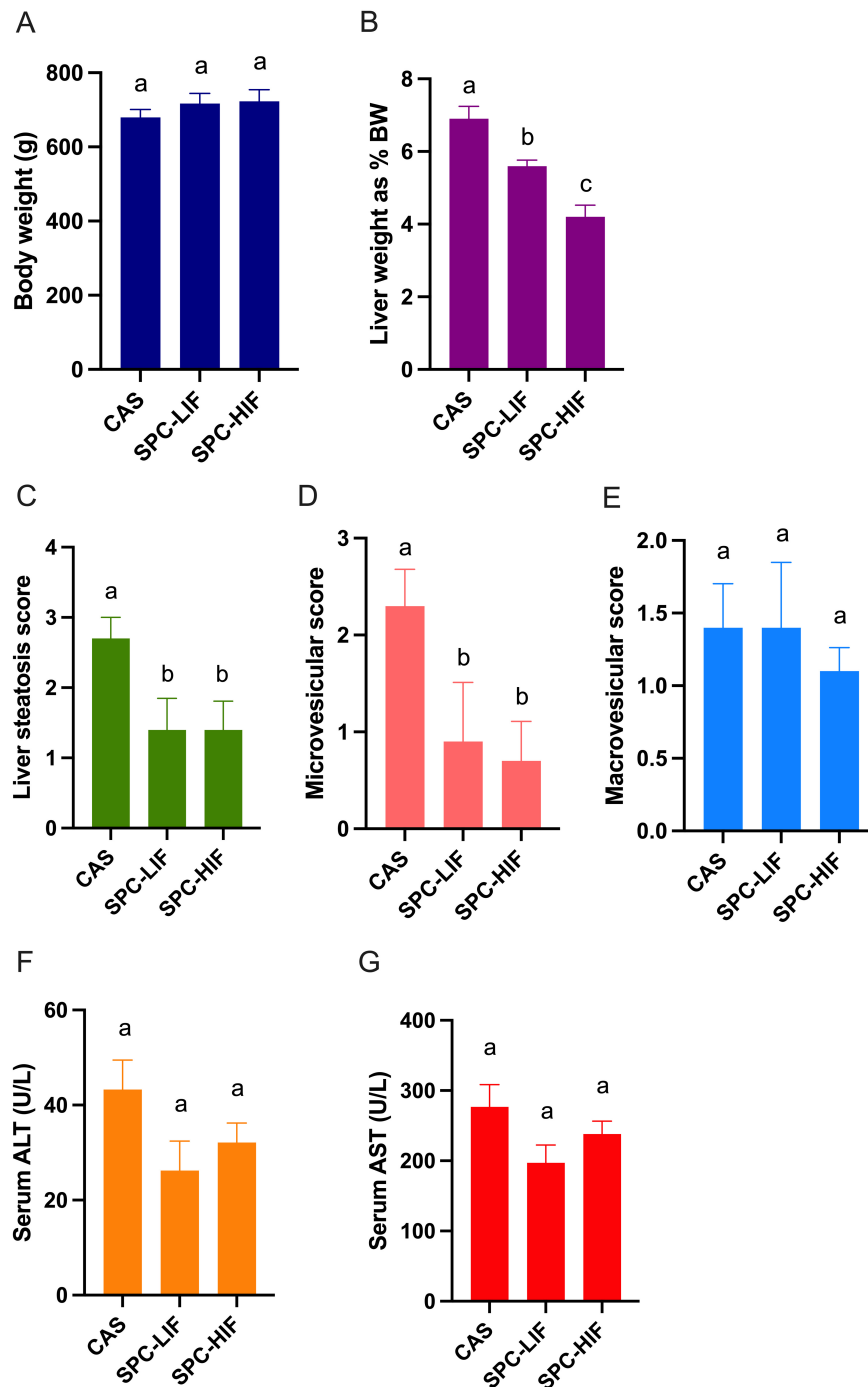 A
Body weight (g)
800
600
400
200
0
a
a
a
CAS
SPC-LIF
SPC-HIF
B
Liver weight as % BW
8
6
4
2
0
a
b
c
CAS
SPC-LIF
SPC-HIF
C
Liver steatosis score
4
3
2
1
0
a
b
b
CAS
SPC-LIF
SPC-HIF
D
Microvesicular score
3
2
1
0
a
b
b
CAS
SPC-LIF
SPC-HIF
E
Macrovesicular score
2.0
1.5
1.0
0.5
0.0
a
a
a
CAS
SPC-LIF
SPC-HIF
F
Serum ALT (U/L)
60
40
20
0
a
a
a
CAS
SPC-LIF
SPC-HIF
G
Serum AST (U/L)
400
300
200
300
0
a
a
a
CAS
SPC-LIF
SPC-HIF